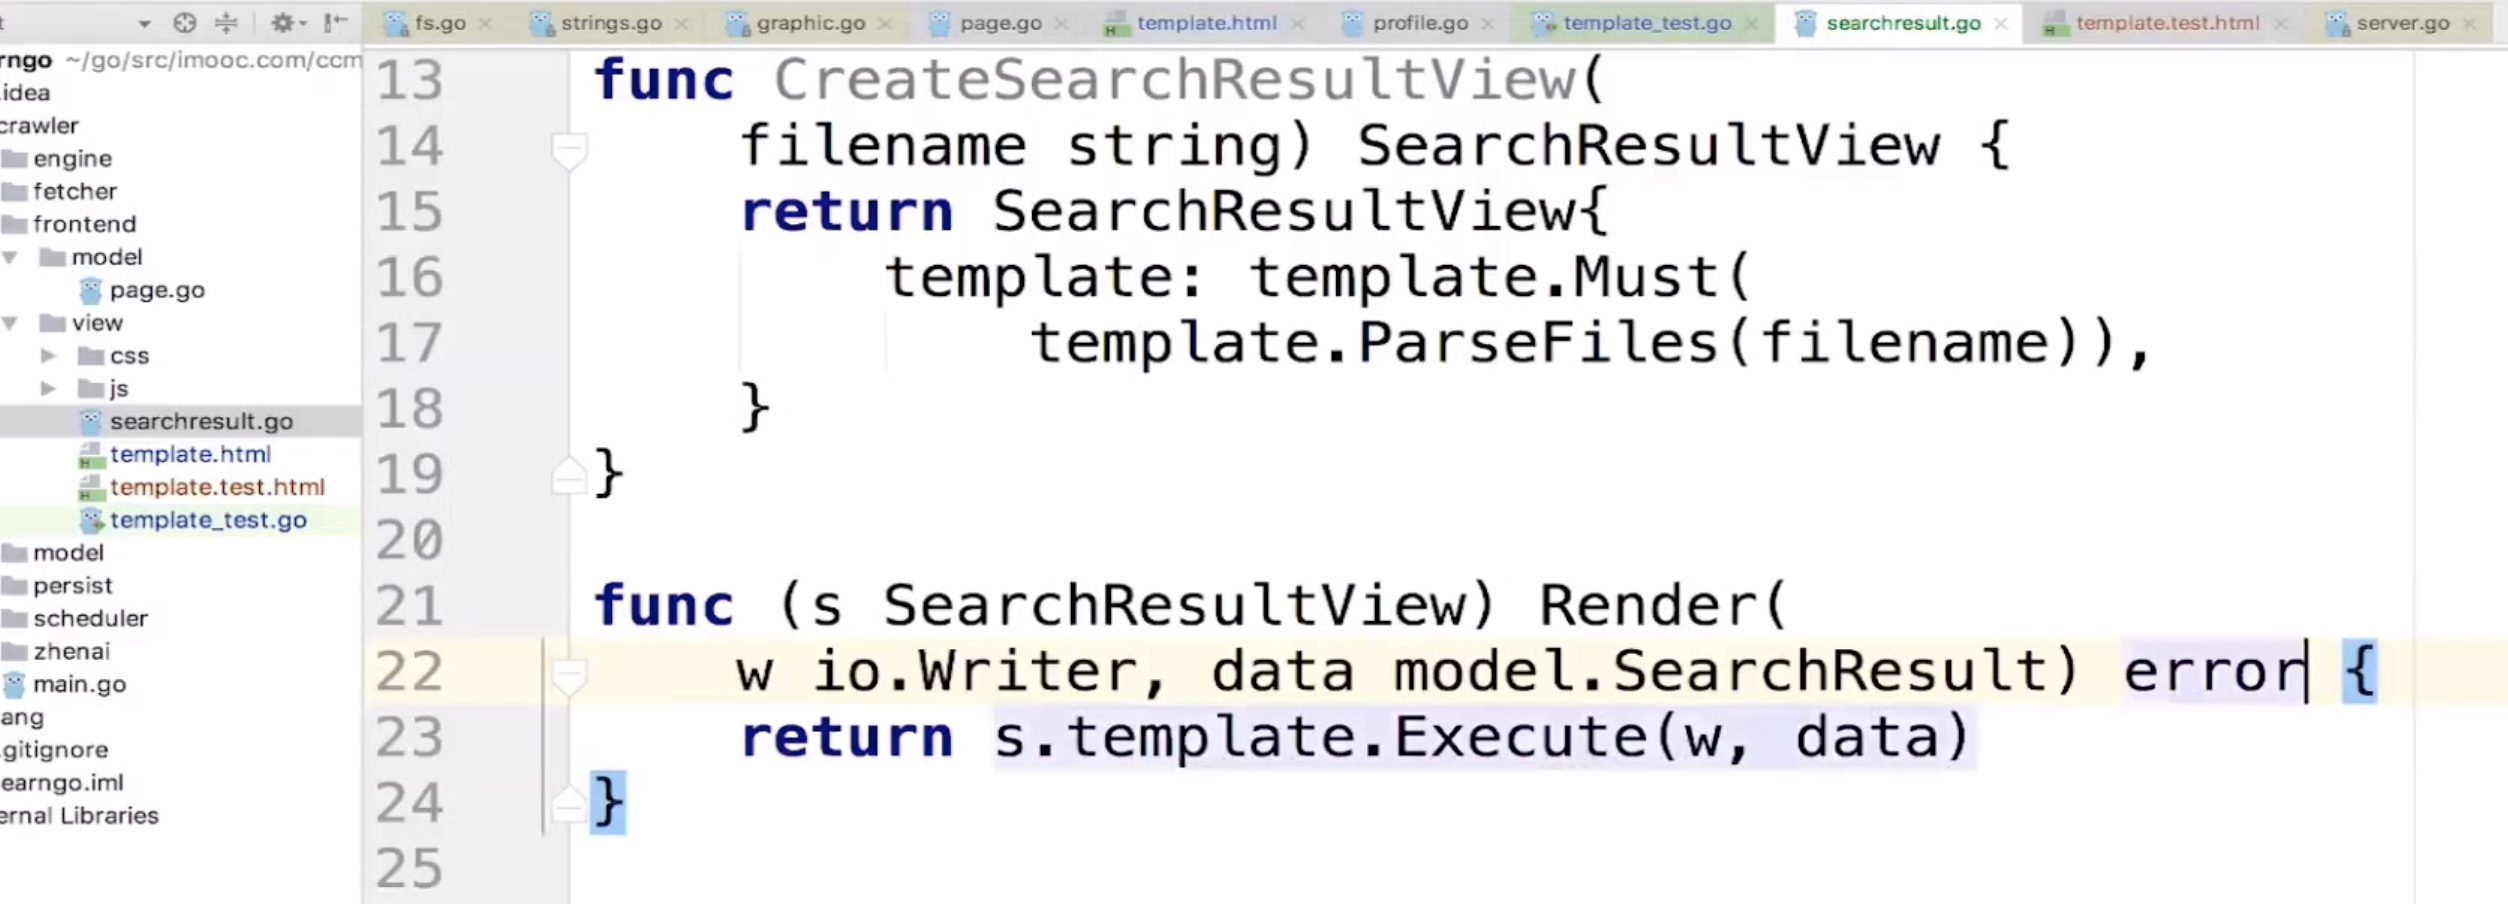 fs.go
strings.go
graphic.go
page.go
template.html
profile.go
template_test.go
searchresult.go
template.test.html
server.go
rngo ~/go/src/imooc.com/ccm
.idea
crawler
engine
fetcher
frontend
model
page.go
view
css
js
searchresult.go
template.html
template.test.html
template_test.go
model
persist
scheduler
zhenai
main.go
ang
.gitignore
earngo.iml
ernal Libraries
13 func CreateSearchResultView(
14 filename string) SearchResultView {
15 return SearchResultView{
16 template: template.Must(
17 template.ParseFiles(filename)),
18 }
19 }
20
21 func (s SearchResultView) Render(
22 w io.Writer, data model.SearchResult) error {
23 return s.template.Execute(w, data)
24 }
25